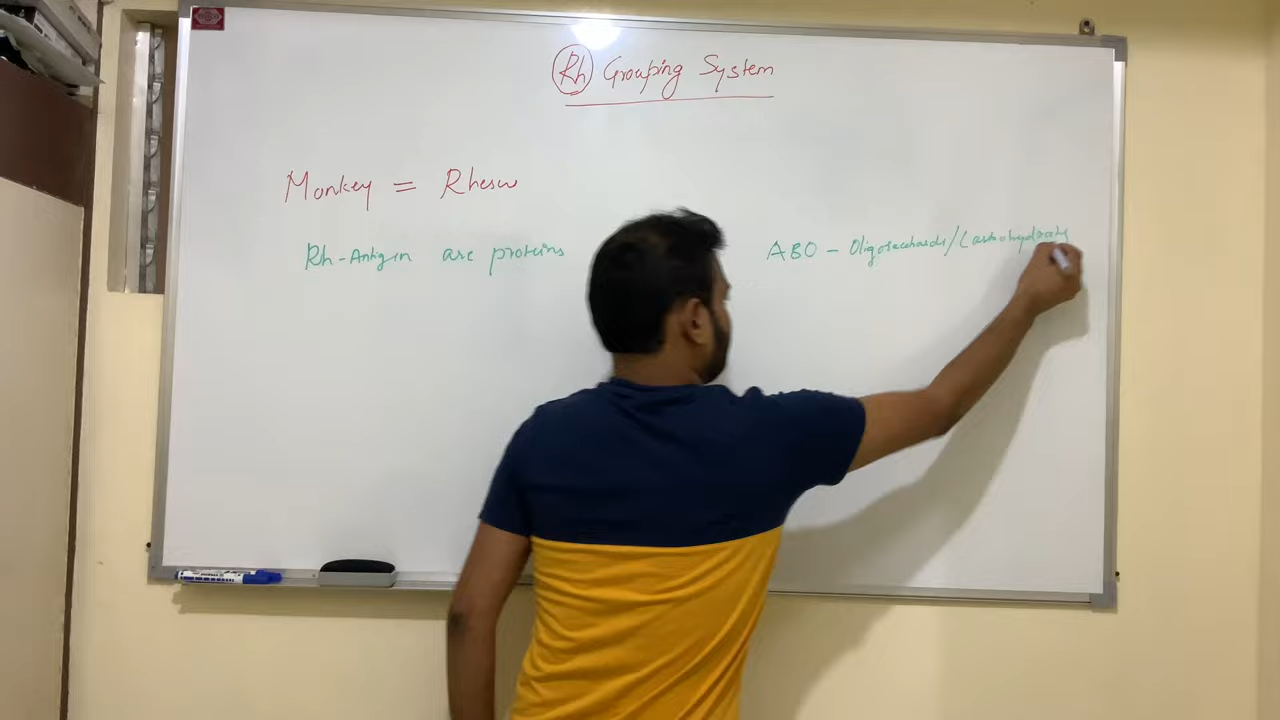 Rh Grouping System
Monkey = Rhesus
Rh-Antigen are proteins
ABO - Oligosaccharide/Carbohydrate